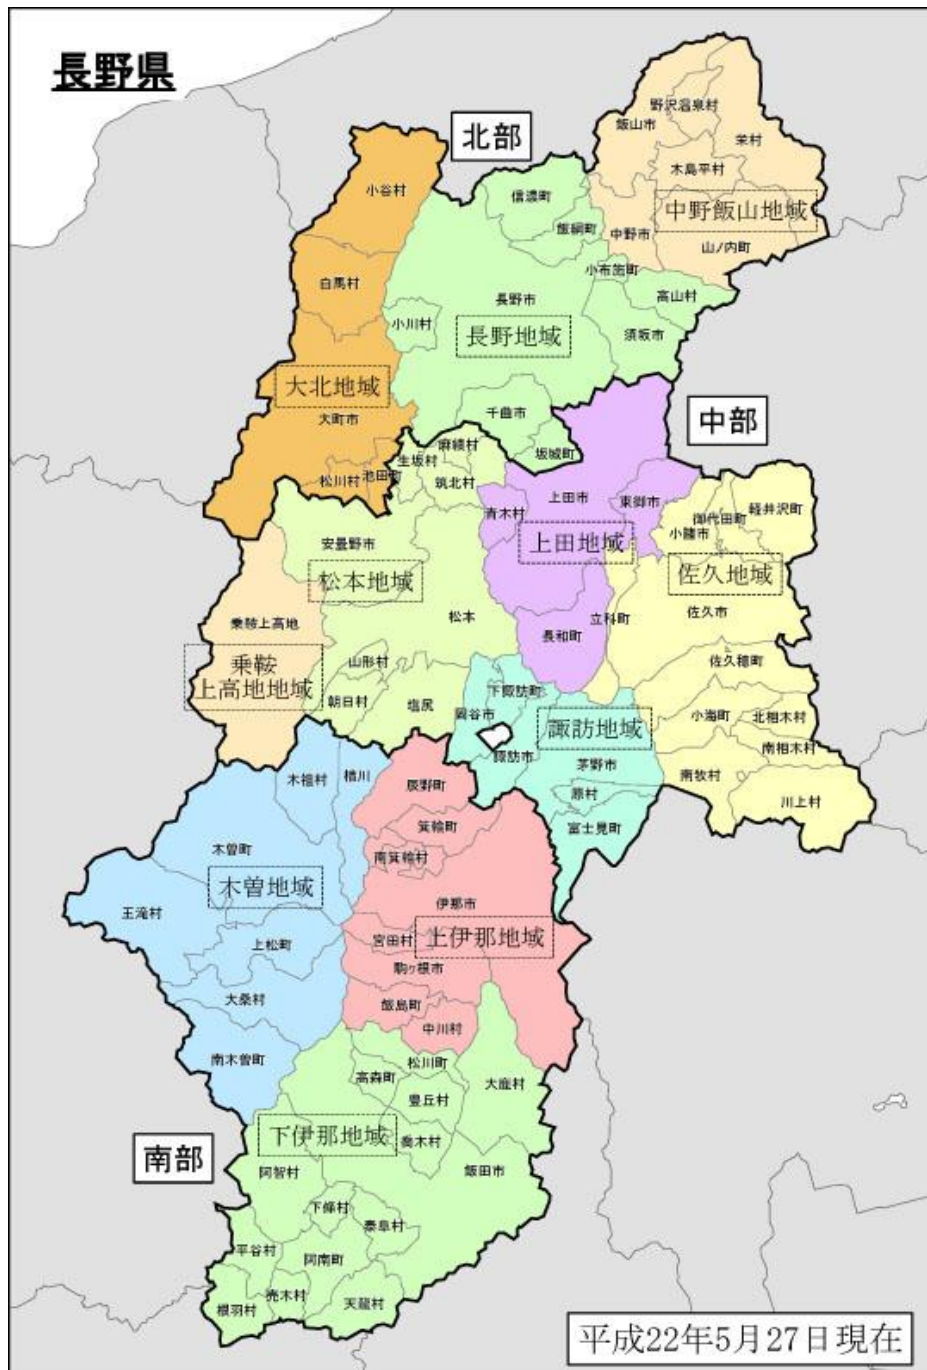 長野県
北部
野沢温泉村
飯山市
栄村
木島平村
中野飯山地域
小谷村
信濃町
飯綱町
中野市
山ノ内町
小布施町
白馬村
長野市
高山村
小川村
長野地域
須坂市
大北地域
大町市
千曲市
坂城町
中部
松川村
池田町
生坂村
麻績村
筑北村
青木村
上田市
東御市
上田地域
御代田町
軽井沢町
小諸市
佐久地域
安曇野市
松本地域
松本
立科町
佐久市
長和町
乗鞍上高地
乗鞍
上高地地域
山形村
朝日村
塩尻
下諏訪町
岡谷市
諏訪地域
諏訪市
茅野市
原村
富士見町
佐久穂町
小海町
北相木村
南相木村
南牧村
川上村
木祖村
楢川
辰野町
箕輪町
南箕輪村
木曽町
木曽地域
王滝村
上松町
大桑村
南木曽町
伊那市
宮田村
上伊那地域
駒ヶ根市
飯島町
中川村
南部
松川町
高森町
大鹿村
豊丘村
下伊那地域
喬木村
飯田市
阿智村
下條村
泰阜村
平谷村
阿南町
根羽村
売木村
天龍村
平成22年5月27日現在